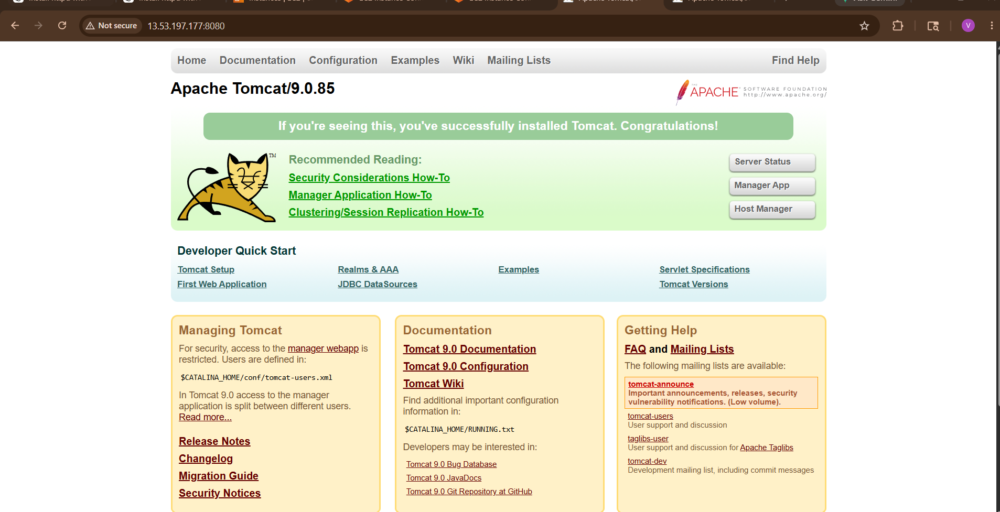 Not secure
13.53.197.177:8080
V
Home Documentation Configuration Examples Wiki Mailing Lists Find Help
Apache Tomcat/9.0.85
THE
APACHE
SOFTWARE FOUNDATION
http://www.apache.org/
If you're seeing this, you've successfully installed Tomcat. Congratulations!
TM
Recommended Reading:
Security Considerations How-To
Manager Application How-To
Clustering/Session Replication How-To
Server Status
Manager App
Host Manager
Developer Quick Start
Tomcat Setup
First Web Application
Realms & AAA
JDBC DataSources
Examples
Servlet Specifications
Tomcat Versions
Managing Tomcat
For security, access to the manager webapp is
restricted. Users are defined in:
$CATALINA_HOME/conf/tomcat-users.xml
In Tomcat 9.0 access to the manager
application is split between different users.
Read more...
Release Notes
Changelog
Migration Guide
Security Notices
Documentation
Tomcat 9.0 Documentation
Tomcat 9.0 Configuration
Tomcat Wiki
Find additional important configuration
information in:
$CATALINA_HOME/RUNNING.txt
Developers may be interested in:
Tomcat 9.0 Bug Database
Tomcat 9.0 JavaDocs
Tomcat 9.0 Git Repository at GitHub
Getting Help
FAQ and Mailing Lists
The following mailing lists are available:
tomcat-announce
Important announcements, releases, security
vulnerability notifications. (Low volume).
tomcat-users
User support and discussion
taglibs-user
User support and discussion for Apache Taglibs
tomcat-dev
Development mailing list, including commit messages